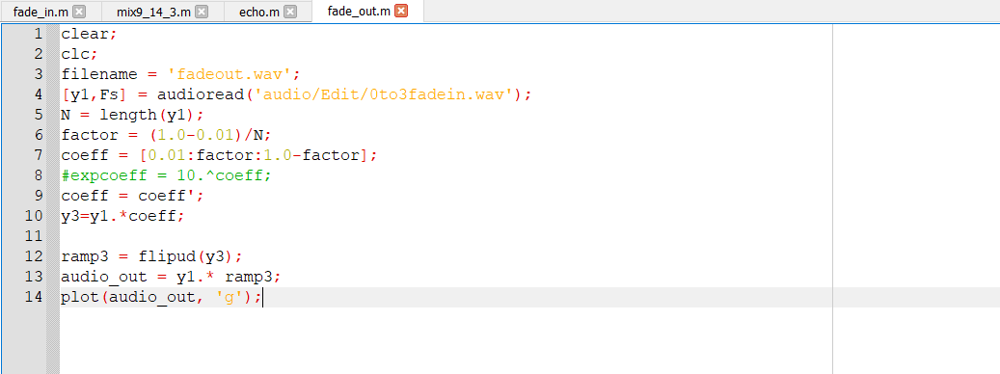 fade_in.m mix9_14_3.m echo.m fade_out.m
1 clear;
2 clc;
3 filename = 'fadeout.wav';
4 [y1,Fs] = audioread('audio/Edit/0to3fadein.wav');
5 N = length(y1);
6 factor = (1.0-0.01)/N;
7 coeff = [0.01:factor:1.0-factor];
8 #expcoeff = 10.^coeff;
9 coeff = coeff';
10 y3=y1.*coeff;
11
12 ramp3 = flipud(y3);
13 audio_out = y1.* ramp3;
14 plot(audio_out, 'g');